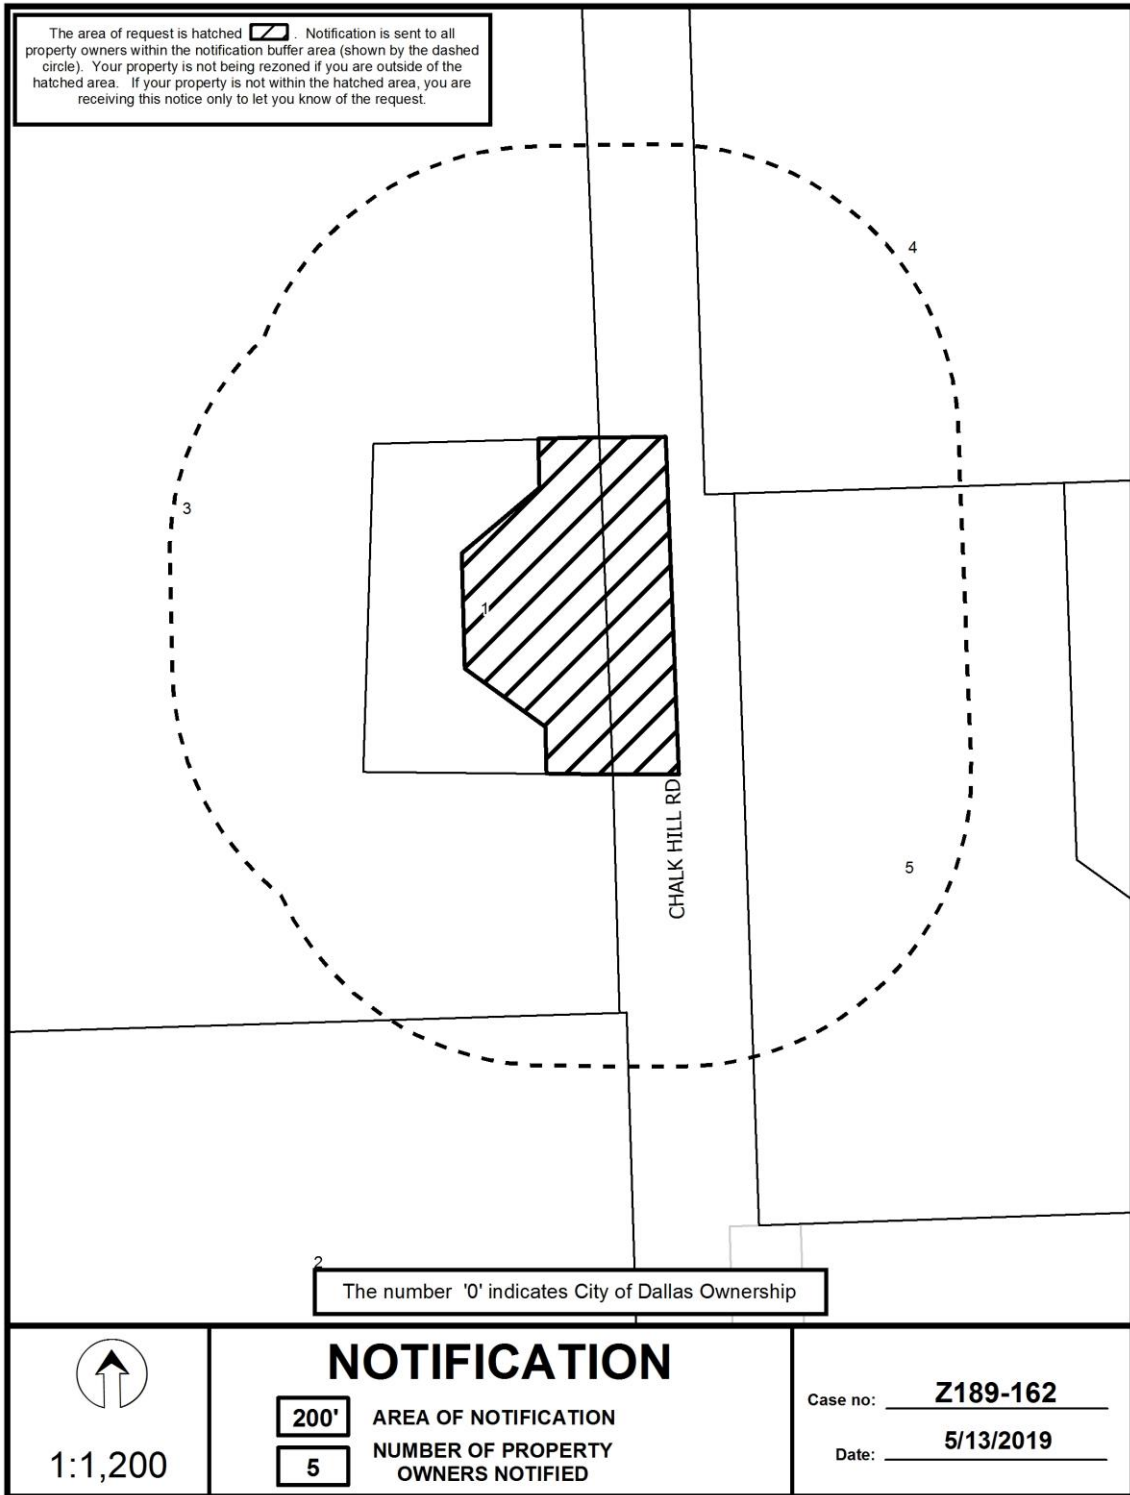 The area of request is hatched . Notification is sent to all
property owners within the notification buffer area (shown by the dashed
circle). Your property is not being rezoned if you are outside of the
hatched area. If your property is not within the hatched area, you are
receiving this notice only to let you know of the request.
4
3
1
CHALK HILL RD
5
2
The number '0' indicates City of Dallas Ownership
1:1,200
NOTIFICATION
200' AREA OF NOTIFICATION
5 NUMBER OF PROPERTY
OWNERS NOTIFIED
Case no: Z189-162
Date: 5/13/2019